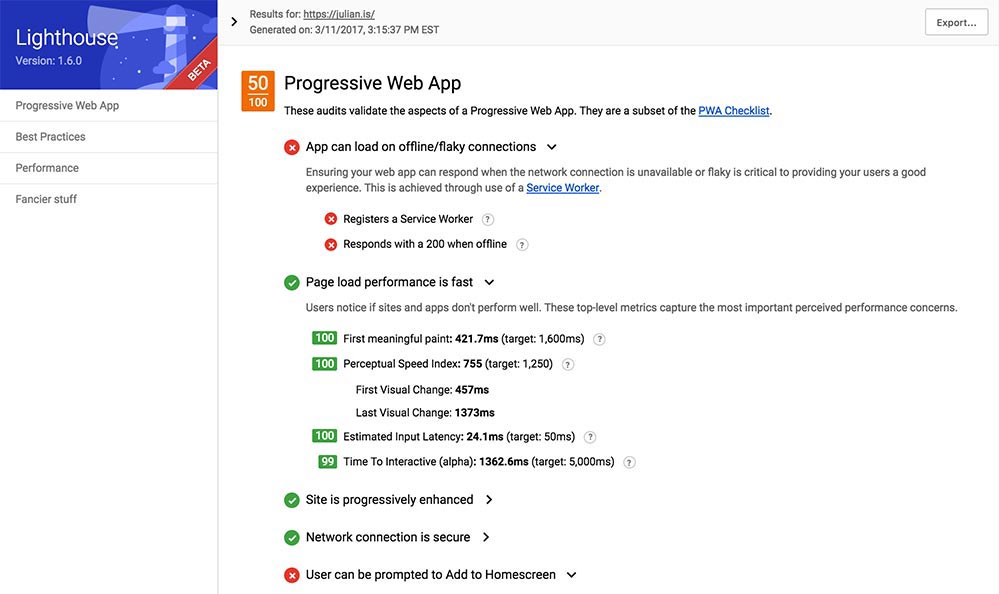 Lighthouse
Version: 1.6.0
BETA
Progressive Web App
Best Practices
Performance
Fancier stuff
Results for: https://julian.is/
Generated on: 3/11/2017, 3:15:37 PM EST
Export...
50
100
Progressive Web App
These audits validate the aspects of a Progressive Web App. They are a subset of the PWA Checklist.
App can load on offline/flaky connections
Ensuring your web app can respond when the network connection is unavailable or flaky is critical to providing your users a good
experience. This is achieved through use of a Service Worker.
Registers a Service Worker ?
Responds with a 200 when offline ?
Page load performance is fast
Users notice if sites and apps don't perform well. These top-level metrics capture the most important perceived performance concerns.
100 First meaningful paint: 421.7ms (target: 1,600ms) ?
100 Perceptual Speed Index: 755 (target: 1,250) ?
First Visual Change: 457ms
Last Visual Change: 1373ms
100 Estimated Input Latency: 24.1ms (target: 50ms) ?
99 Time To Interactive (alpha): 1362.6ms (target: 5,000ms) ?
Site is progressively enhanced
Network connection is secure
User can be prompted to Add to Homescreen